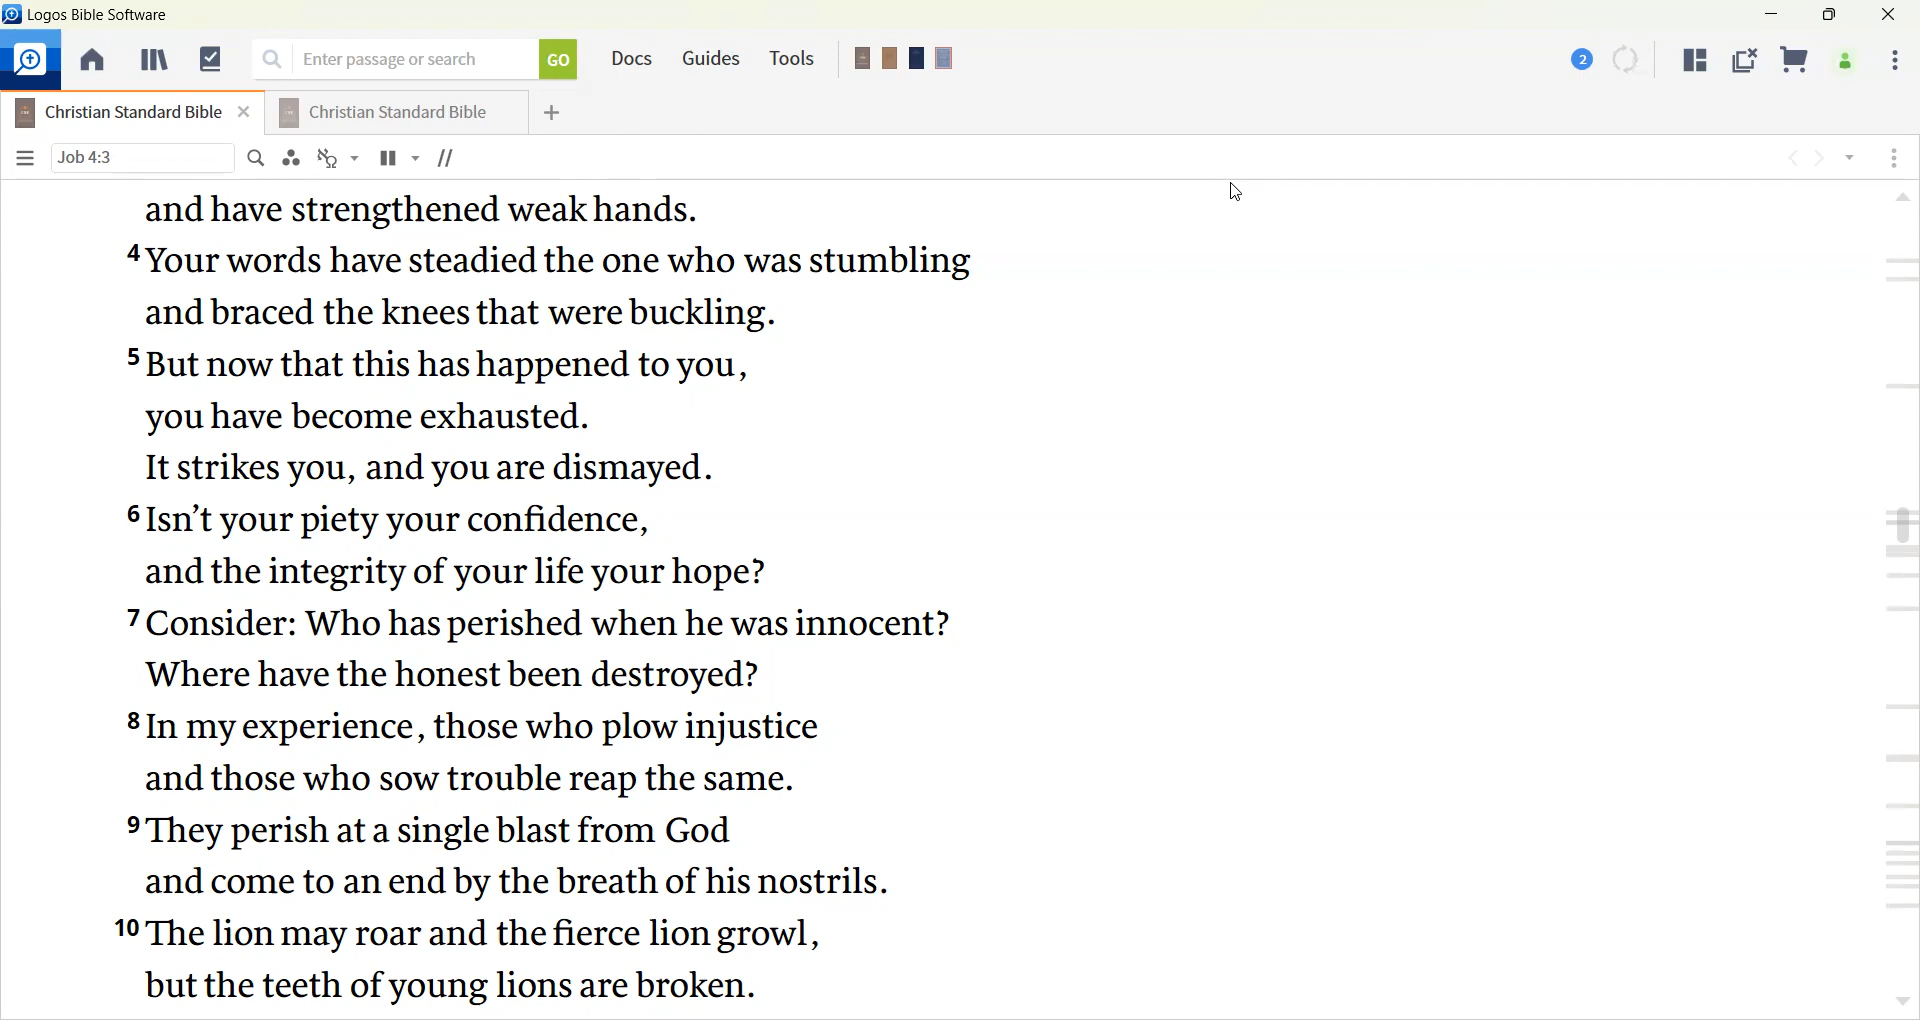 Logos Bible Software
Enter passage or search GO Docs Guides Tools 2
Christian Standard Bible Christian Standard Bible
Job 4:3
and have strengthened weak hands.
4 Your words have steadied the one who was stumbling
and braced the knees that were buckling.
5 But now that this has happened to you,
you have become exhausted.
It strikes you, and you are dismayed.
6 Isn’t your piety your confidence,
and the integrity of your life your hope?
7 Consider: Who has perished when he was innocent?
Where have the honest been destroyed?
8 In my experience, those who plow injustice
and those who sow trouble reap the same.
9 They perish at a single blast from God
and come to an end by the breath of his nostrils.
10 The lion may roar and the fierce lion growl,
but the teeth of young lions are broken.